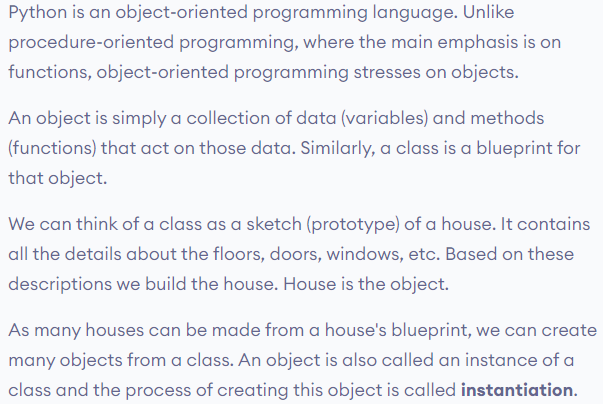 Python is an object-oriented programming language. Unlike
procedure-oriented programming, where the main emphasis is on
functions, object-oriented programming stresses on objects.
An object is simply a collection of data (variables) and methods
(functions) that act on those data. Similarly, a class is a blueprint for
that object.
We can think of a class as a sketch (prototype) of a house. It contains
all the details about the floors, doors, windows, etc. Based on these
descriptions we build the house. House is the object.
As many houses can be made from a house's blueprint, we can create
many objects from a class. An object is also called an instance of a
class and the process of creating this object is called instantiation.